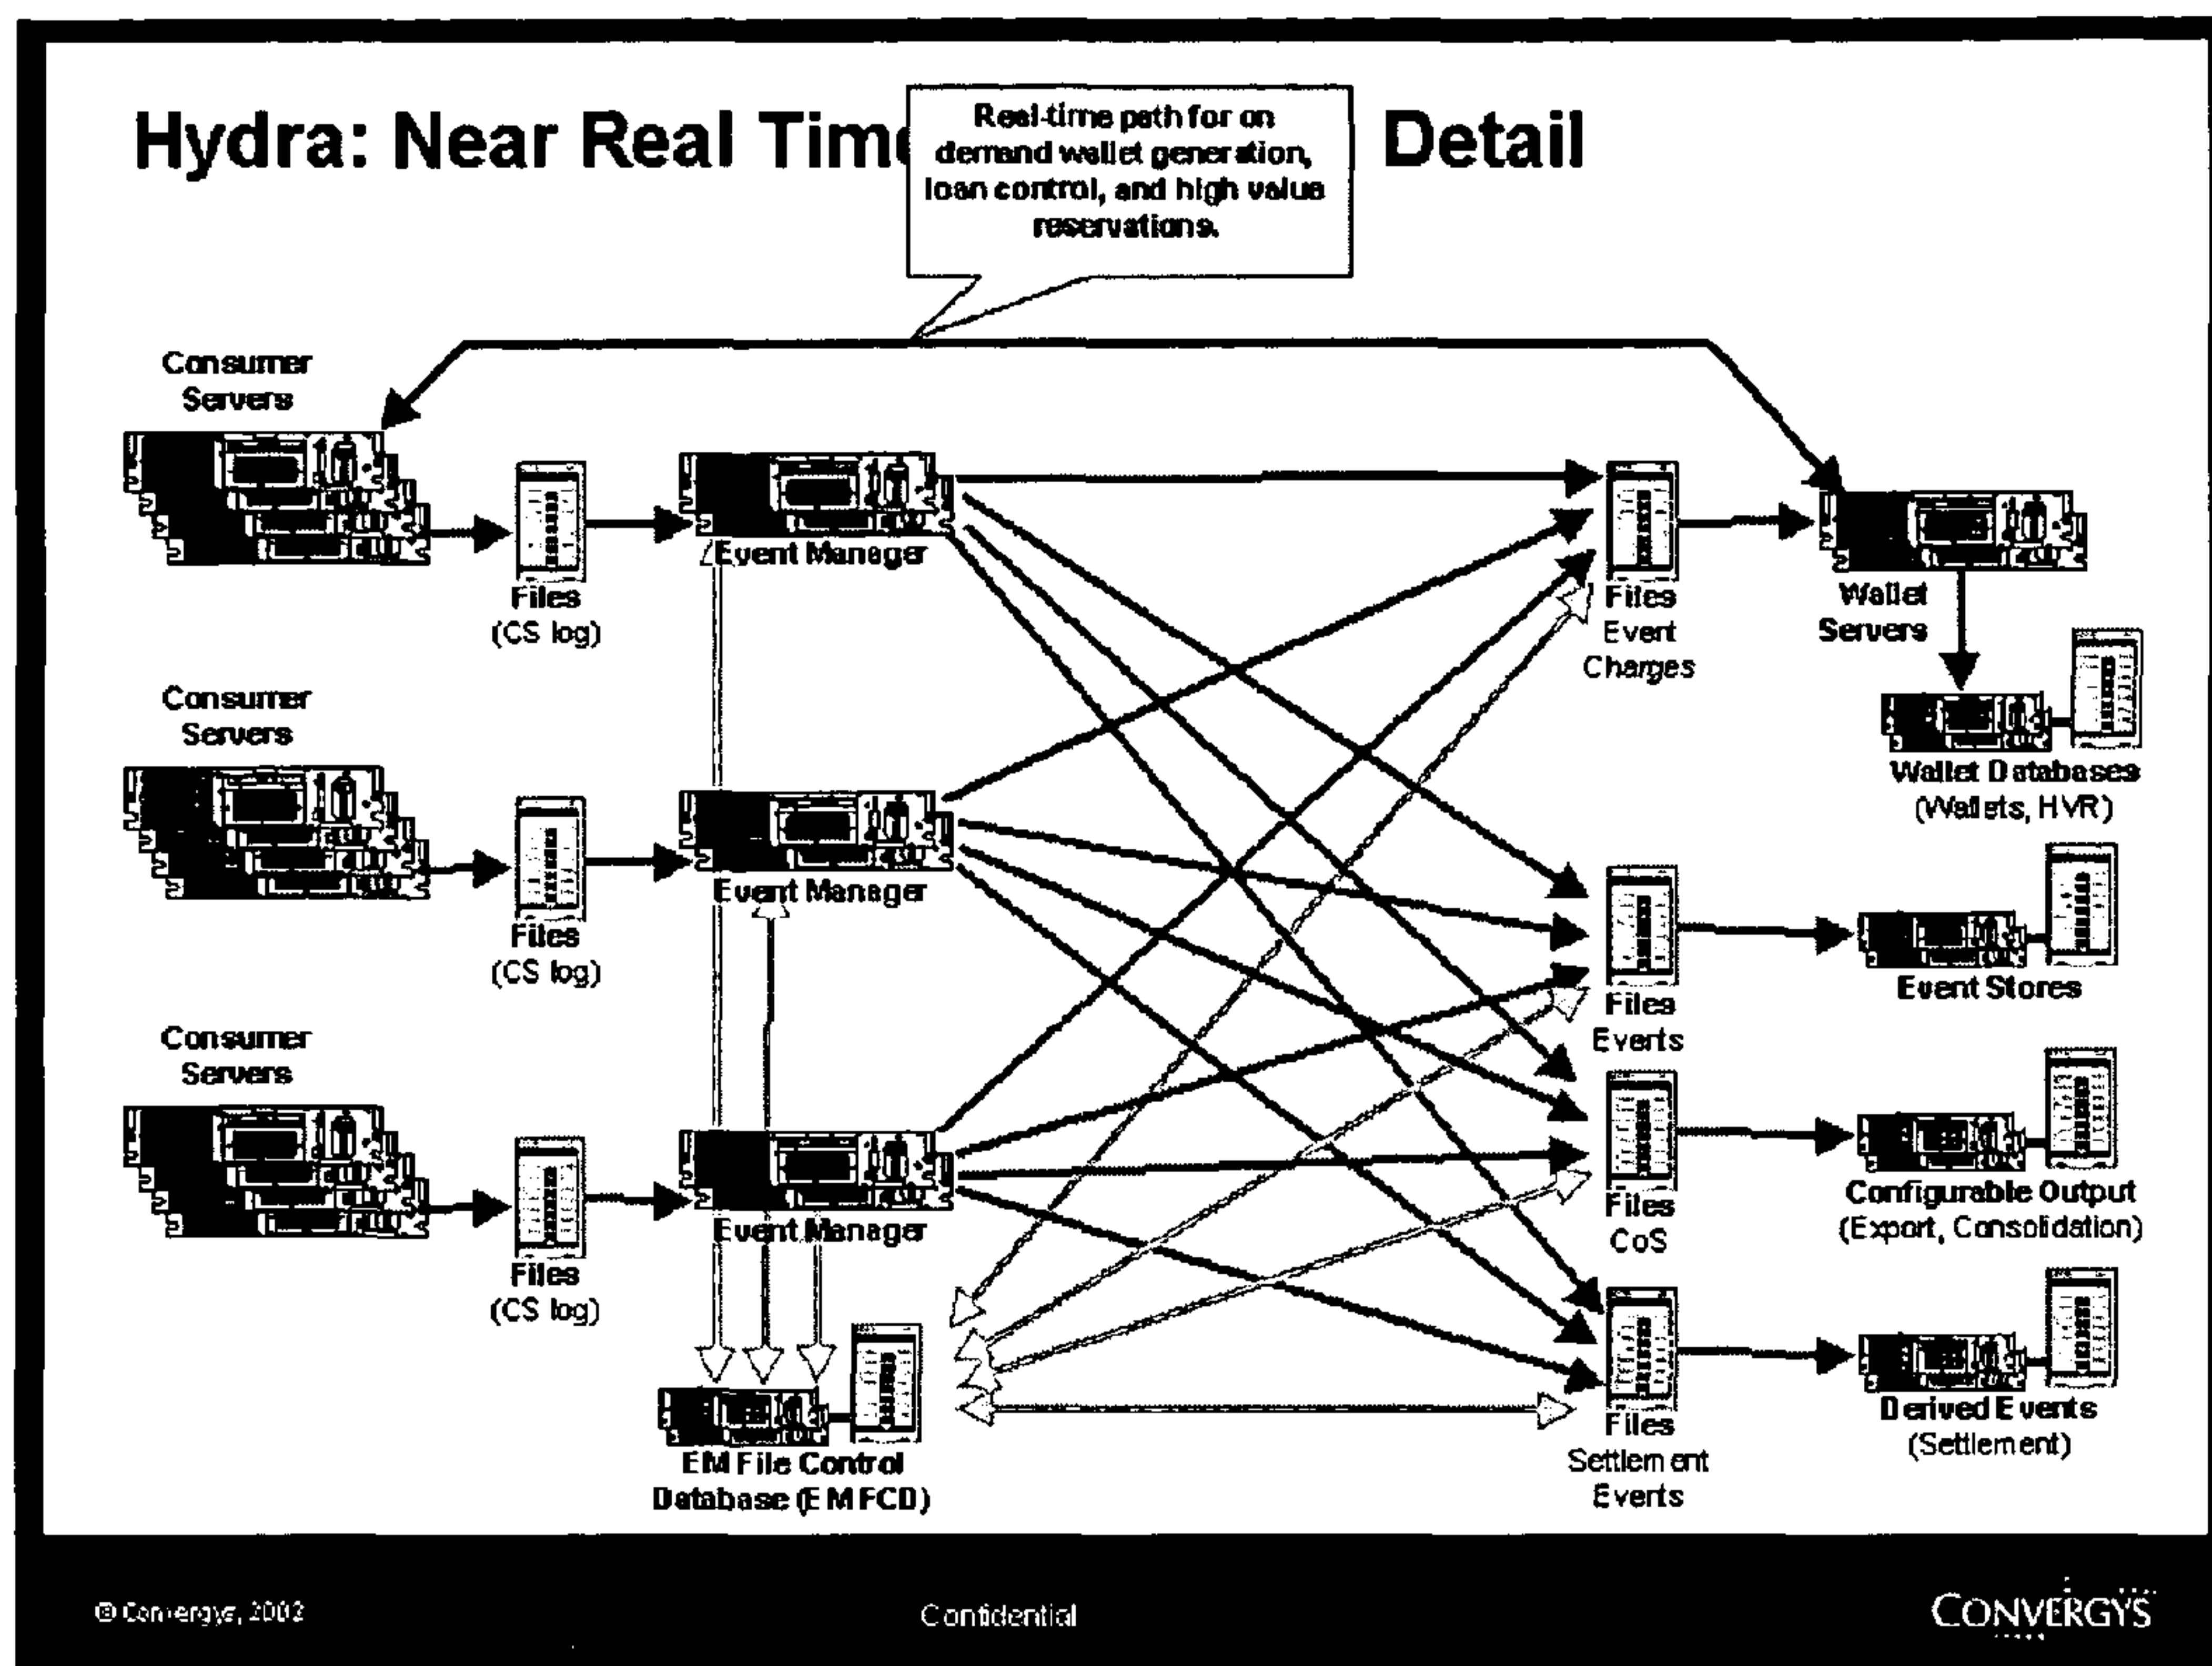 Hydra: Near Real Time Detail
Real-time path for on
demand wallet generation,
loan control, and high value
reservations.
Consumer
Servers
Files
(CS log)
Event Manager
Files
Event
Charges
Wallet
Servers
Wallet Databases
(Wallets, HVR)
Consumer
Servers
Files
(CS log)
Event Manager
Files
Events
Event Stores
Consumer
Servers
Files
(CS log)
Event Manager
Files
CoS
Configurable Output
(Export, Consolidation)
EM File Control
Database (EMFCD)
Files
Settlement
Events
Derived Events
(Settlement)
© Convergys, 2002
Confidential
CONVERGYS